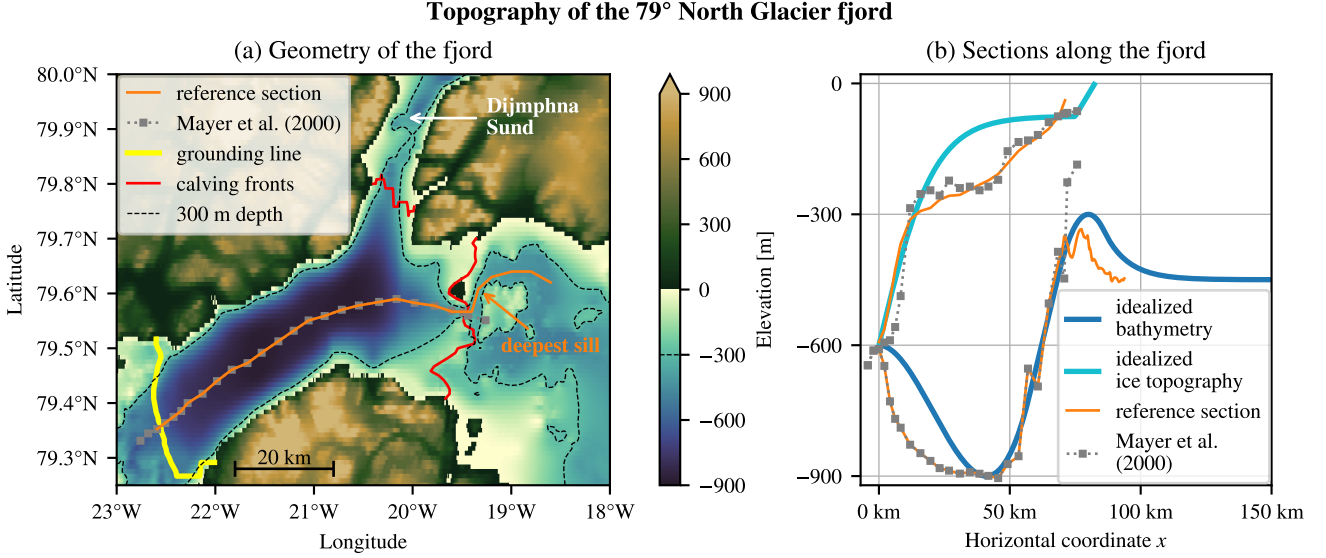 Topography of the 79° North Glacier fjord
(a) Geometry of the fjord
80.0°N
79.9°N
79.8°N
79.7°N
79.6°N
79.5°N
79.4°N
79.3°N
Latitude
reference section
Mayer et al. (2000)
grounding line
calving fronts
300 m depth
Dijmphna
Sund
deepest sill
20 km
23°W
22°W
21°W
20°W
19°W
18°W
Longitude
900
600
300
0
−300
−600
−900
Elevation [m]
(b) Sections along the fjord
0
−300
−600
−900
idealized
bathymetry
idealized
ice topography
reference section
Mayer et al.
(2000)
0 km
50 km
100 km
150 km
Horizontal coordinate x